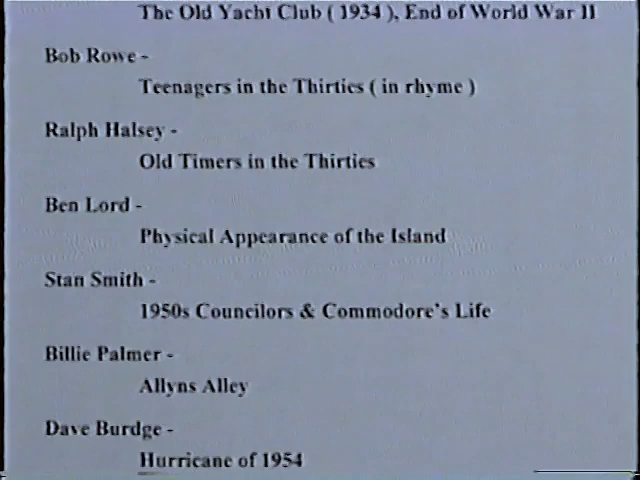 The Old Yacht Club ( 1934 ), End of World War II
Bob Rowe -
Teenagers in the Thirties ( in rhyme )
Ralph Halsey -
Old Timers in the Thirties
Ben Lord -
Physical Appearance of the Island
Stan Smith -
1950s Councilors & Commodore's Life
Billie Palmer -
Allyns Alley
Dave Burdge -
Hurricane of 1954